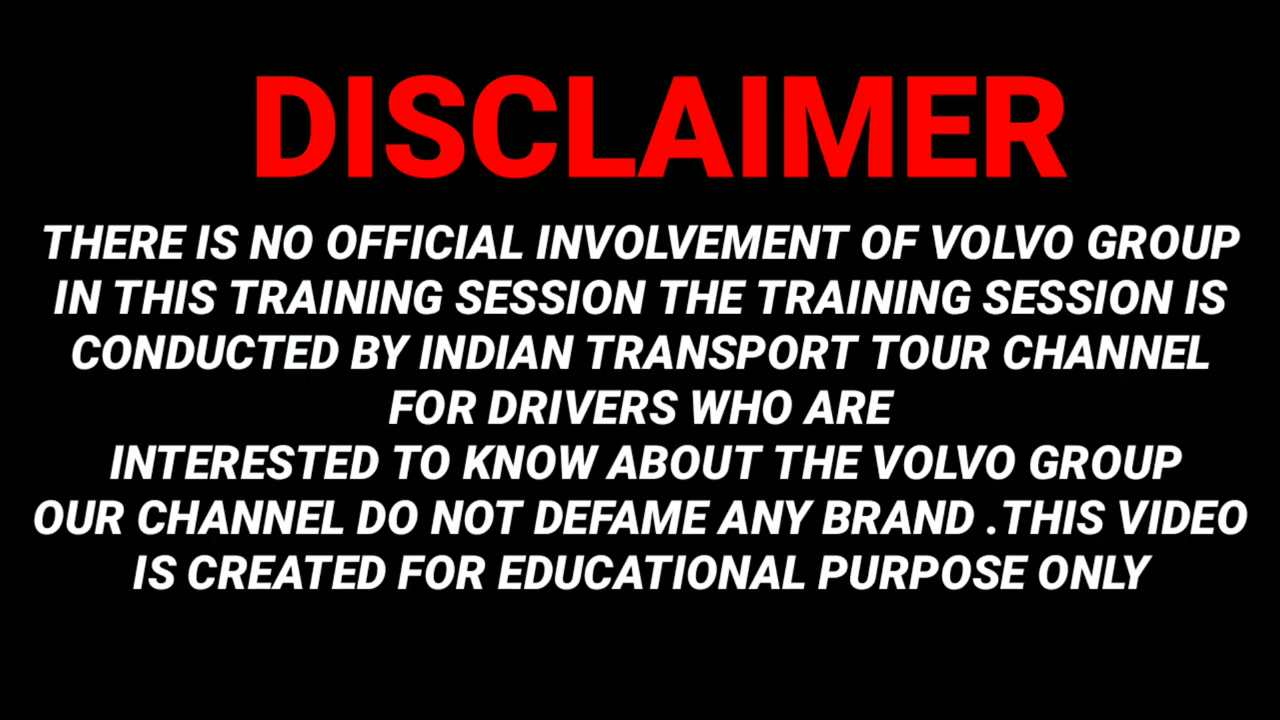 DISCLAIMER
THERE IS NO OFFICIAL INVOLVEMENT OF VOLVO GROUP
IN THIS TRAINING SESSION THE TRAINING SESSION IS
CONDUCTED BY INDIAN TRANSPORT TOUR CHANNEL
FOR DRIVERS WHO ARE
INTERESTED TO KNOW ABOUT THE VOLVO GROUP
OUR CHANNEL DO NOT DEFAME ANY BRAND .THIS VIDEO
IS CREATED FOR EDUCATIONAL PURPOSE ONLY